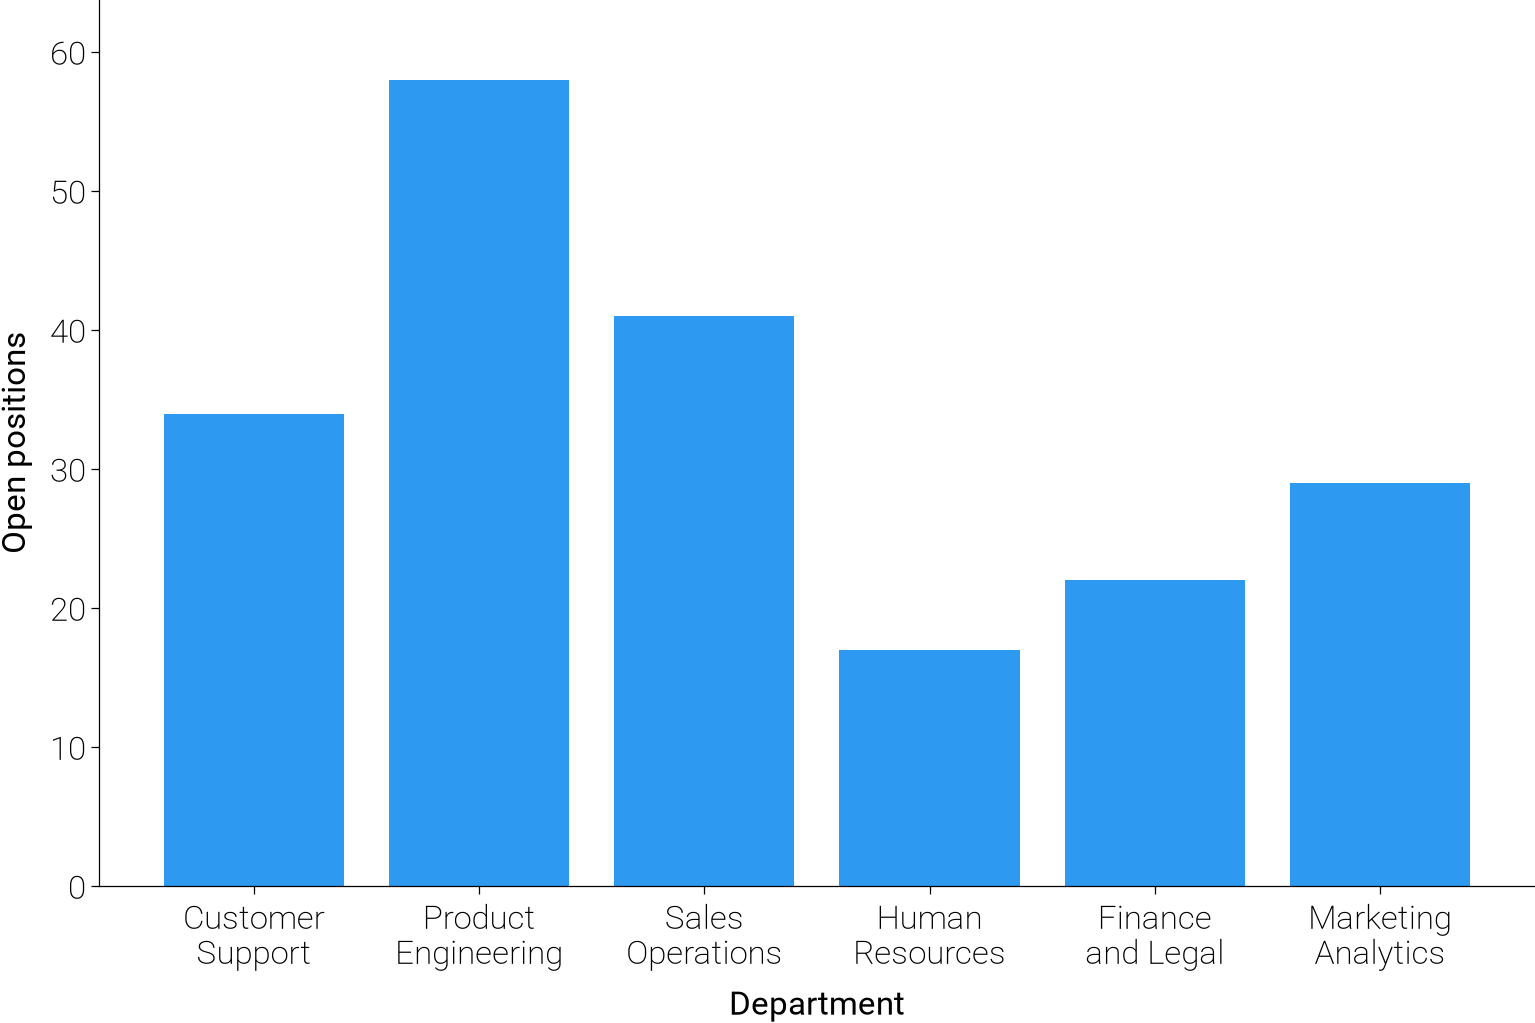 Open positions
60
50
40
30
20
10
0
Customer Support
Product Engineering
Sales Operations
Human Resources
Finance and Legal
Marketing Analytics
Department